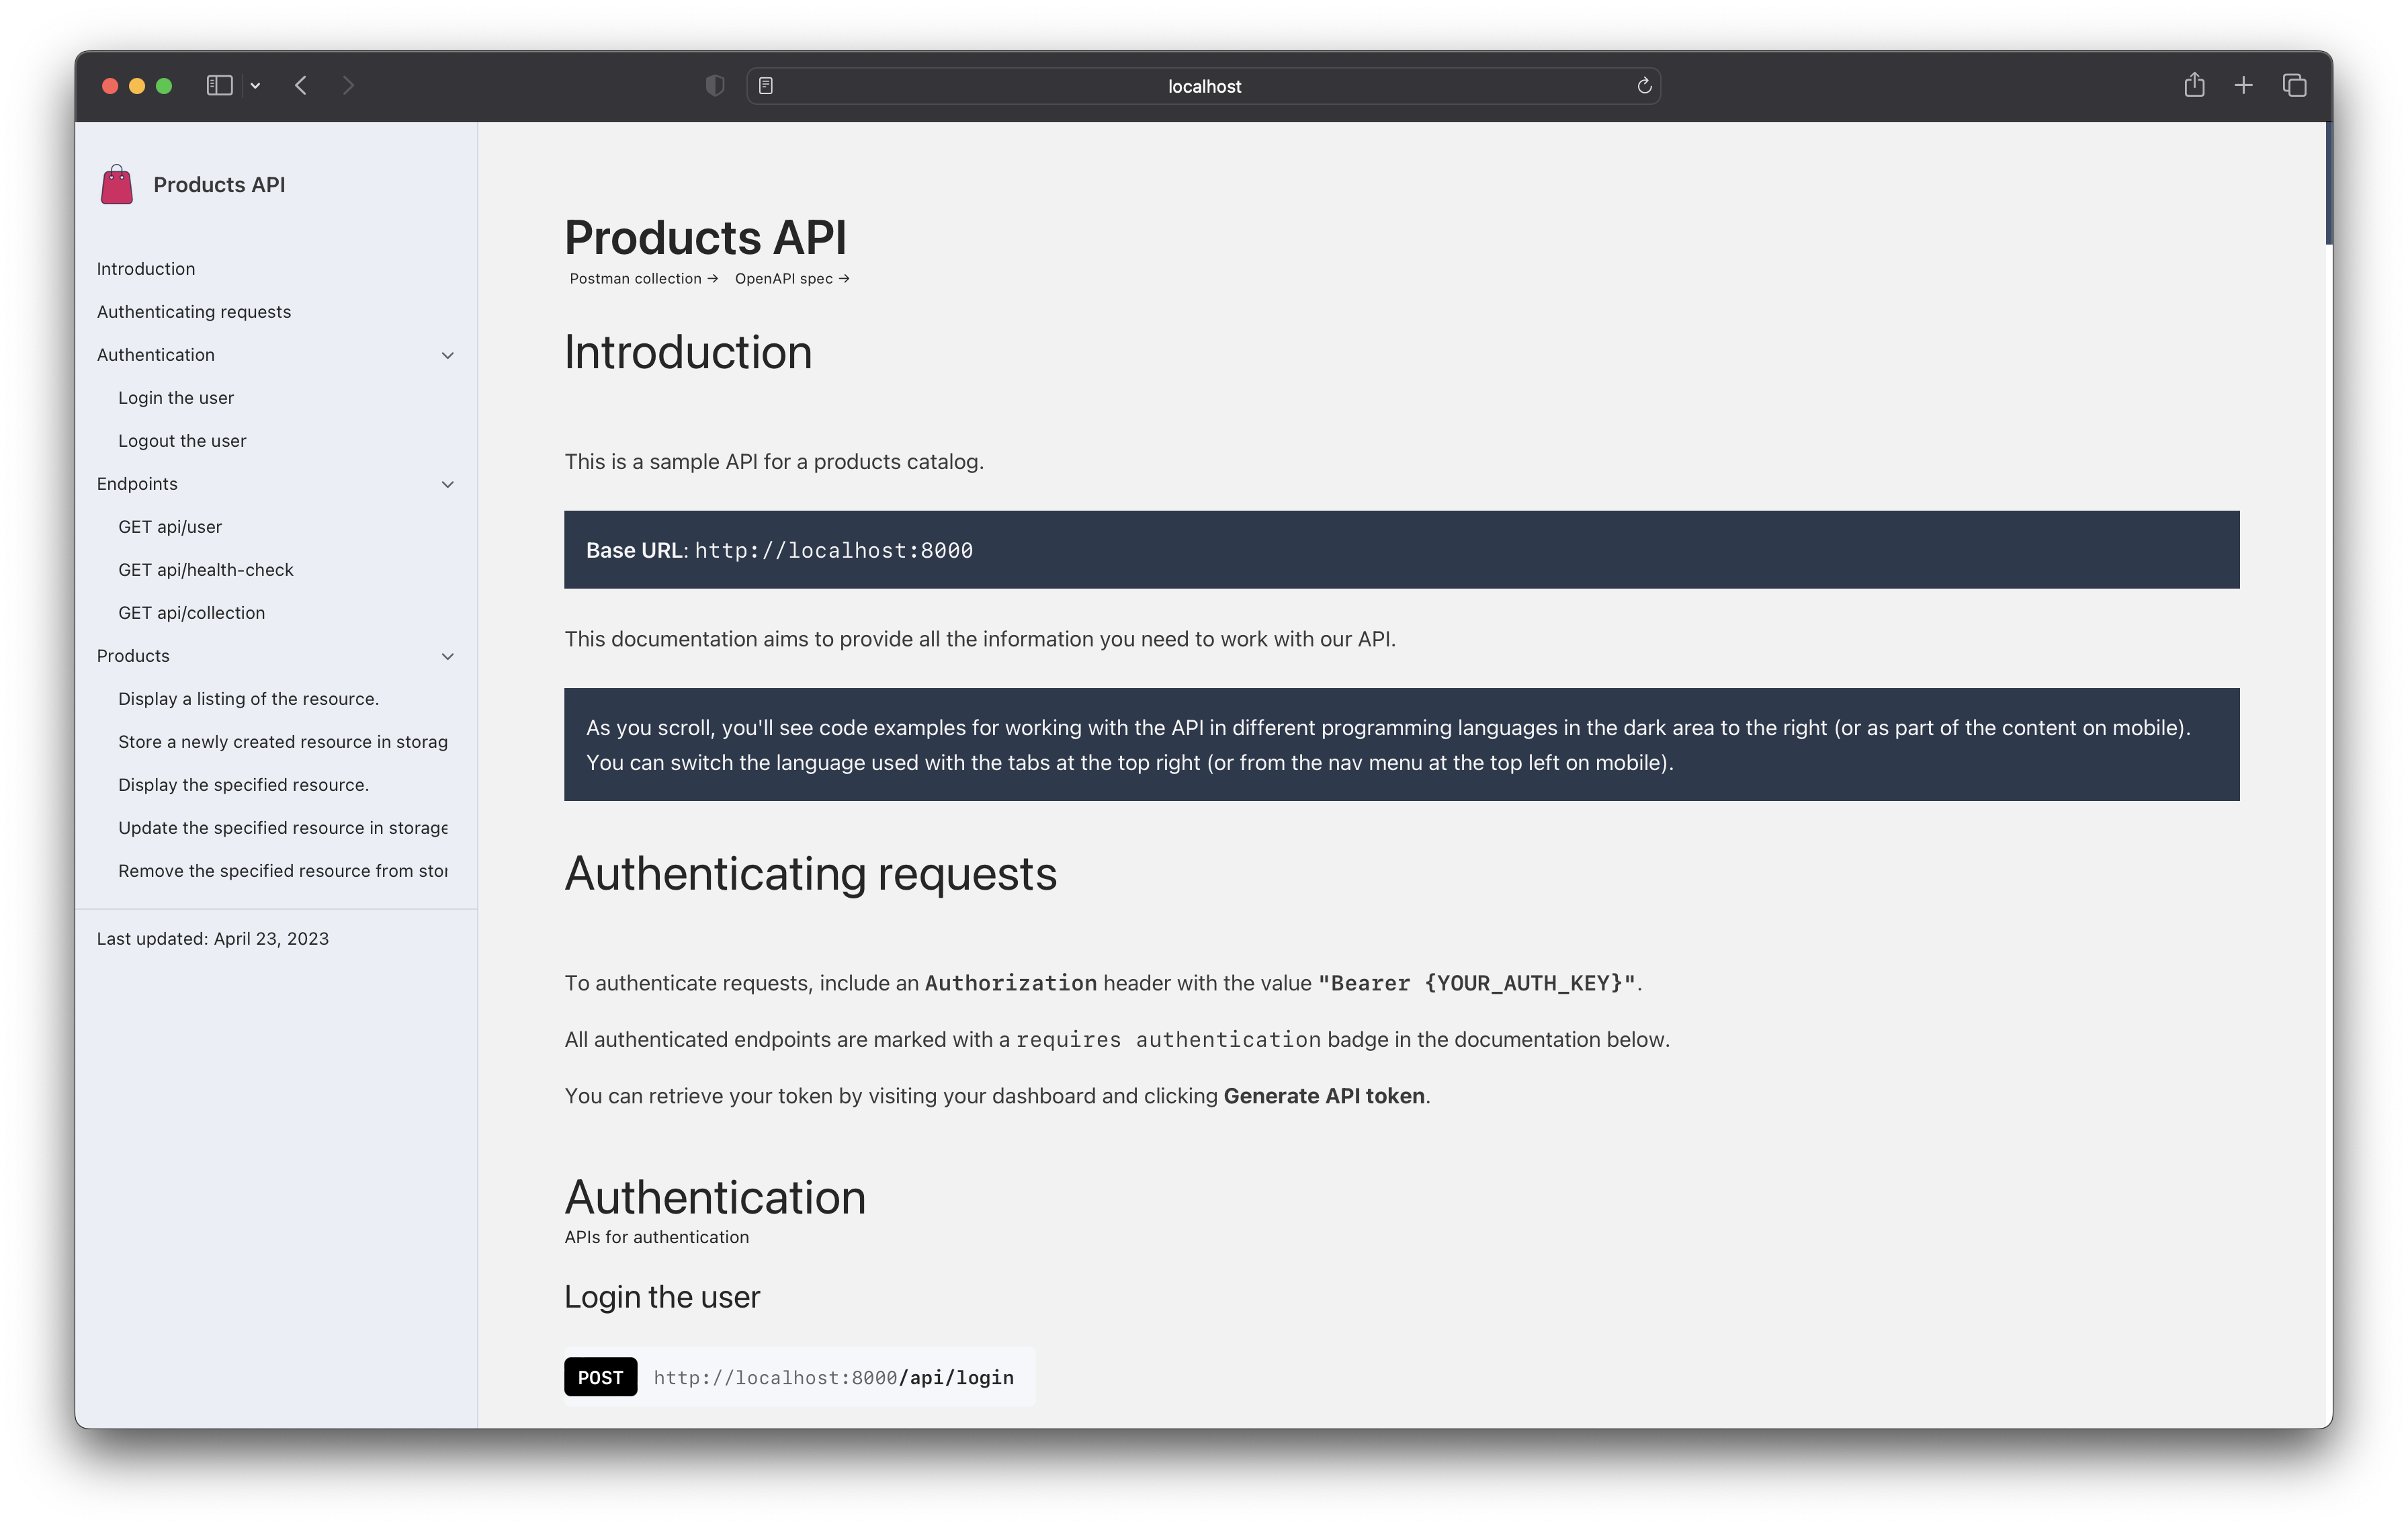 localhost
Products API
Introduction
Authenticating requests
Authentication
Login the user
Logout the user
Endpoints
GET api/user
GET api/health-check
GET api/collection
Products
Display a listing of the resource.
Store a newly created resource in storag
Display the specified resource.
Update the specified resource in storage
Remove the specified resource from stor
Last updated: April 23, 2023
Products API
Postman collection → OpenAPI spec →
Introduction
This is a sample API for a products catalog.
Base URL: http://localhost:8000
This documentation aims to provide all the information you need to work with our API.
As you scroll, you'll see code examples for working with the API in different programming languages in the dark area to the right (or as part of the content on mobile).
You can switch the language used with the tabs at the top right (or from the nav menu at the top left on mobile).
Authenticating requests
To authenticate requests, include an Authorization header with the value "Bearer {YOUR_AUTH_KEY}".
All authenticated endpoints are marked with a requires authentication badge in the documentation below.
You can retrieve your token by visiting your dashboard and clicking Generate API token.
Authentication
APIs for authentication
Login the user
POST http://localhost:8000/api/login